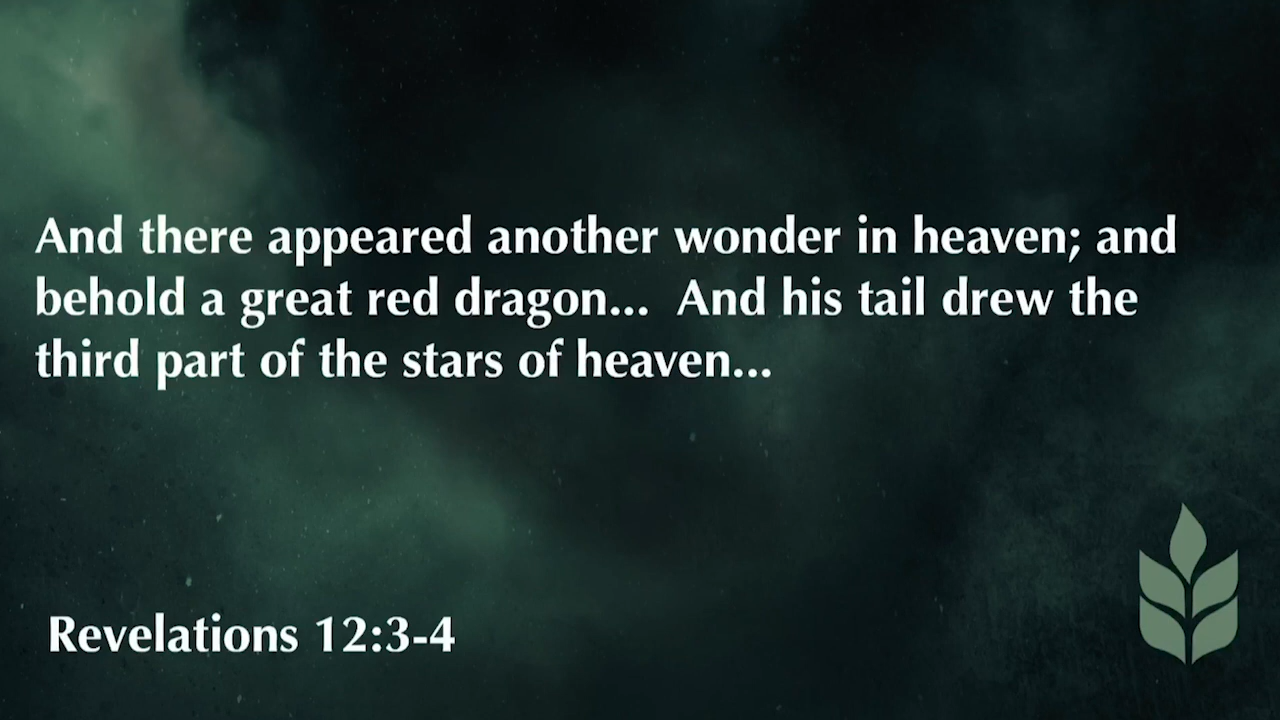 And there appeared another wonder in heaven; and
behold a great red dragon...  And his tail drew the
third part of the stars of heaven...
Revelations 12:3-4